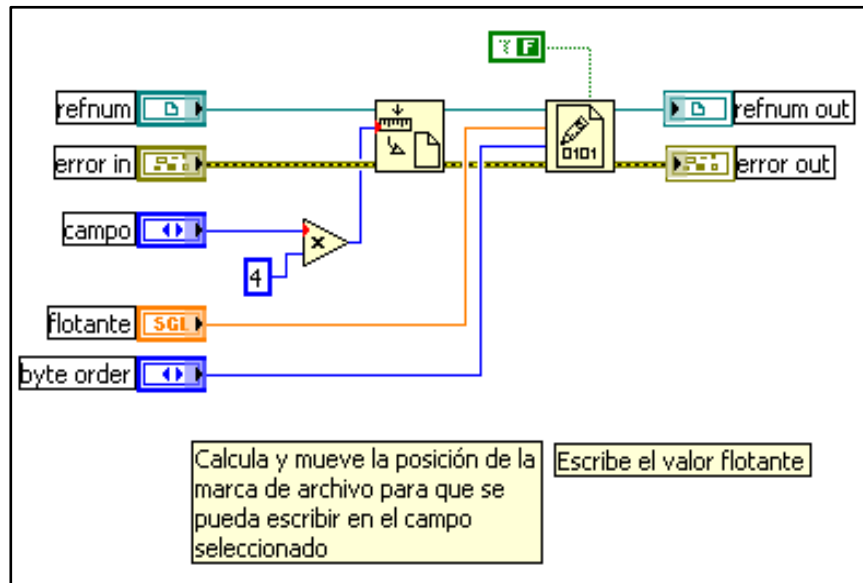 F
refnum
refnum out
0101
error in
error out
campo
×
4
flotante
SGL
byte order
Calcula y mueve la posición de la
marca de archivo para que se
pueda escribir en el campo
seleccionado
Escribe el valor flotante